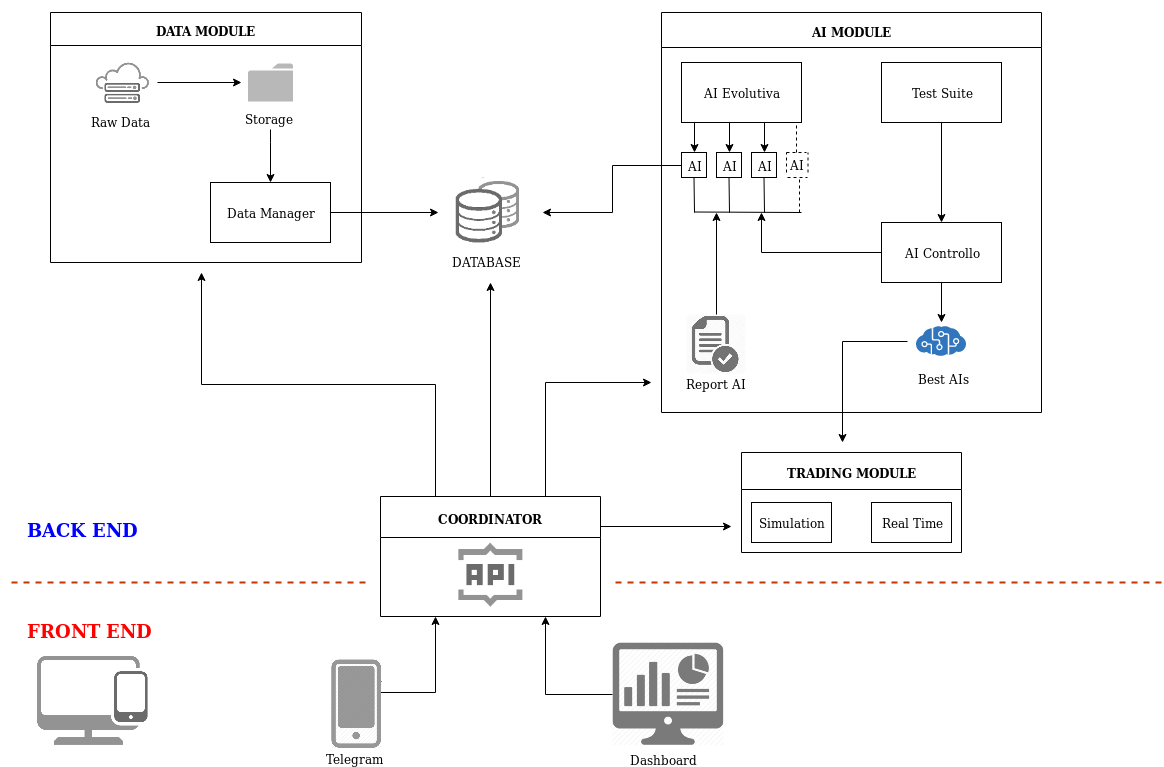 DATA MODULE
Raw Data
Storage
Data Manager
DATABASE
AI MODULE
AI Evolutiva
Test Suite
AI
AI
AI
AI
AI Controllo
Report AI
Best AIs
TRADING MODULE
Simulation
Real Time
COORDINATOR
API
BACK END
FRONT END
Telegram
Dashboard